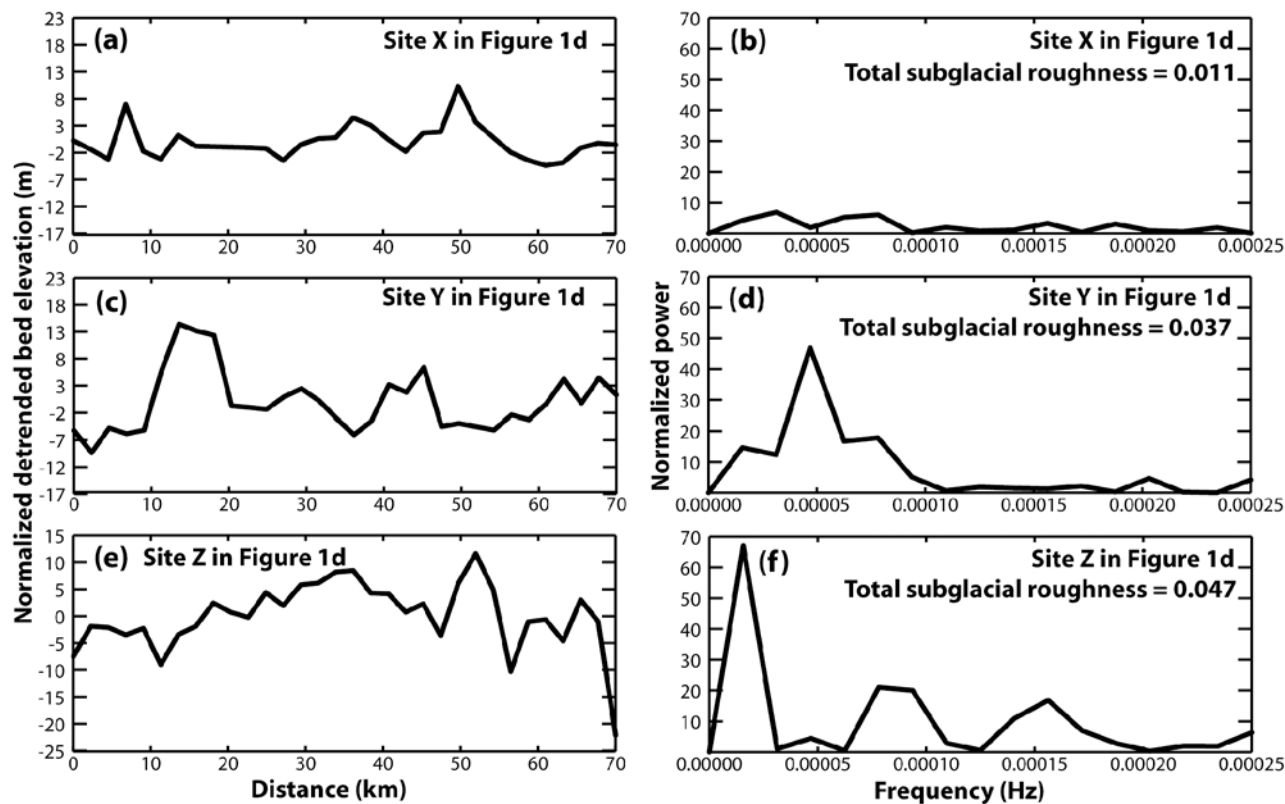 (a)
Site X in Figure 1d
23
18
13
8
3
-2
-7
-12
-17
0 10 20 30 40 50 60 70
(b)
Site X in Figure 1d
Total subglacial roughness = 0.011
70
60
50
40
30
20
10
0.00000 0.00005 0.00010 0.00015 0.00020 0.00025
(c)
Site Y in Figure 1d
23
18
13
8
3
-2
-7
-12
-17
0 10 20 30 40 50 60 70
(d)
Site Y in Figure 1d
Total subglacial roughness = 0.037
70
60
50
40
30
20
10
0.00000 0.00005 0.00010 0.00015 0.00020 0.00025
(e) Site Z in Figure 1d
15
10
5
0
-5
-10
-15
-20
-25
0 10 20 30 40 50 60 70
(f)
Site Z in Figure 1d
Total subglacial roughness = 0.047
70
60
50
40
30
20
10
0.00000 0.00005 0.00010 0.00015 0.00020 0.00025
Normalized detrended bed elevation (m)
Distance (km)
Normalized power
Frequency (Hz)